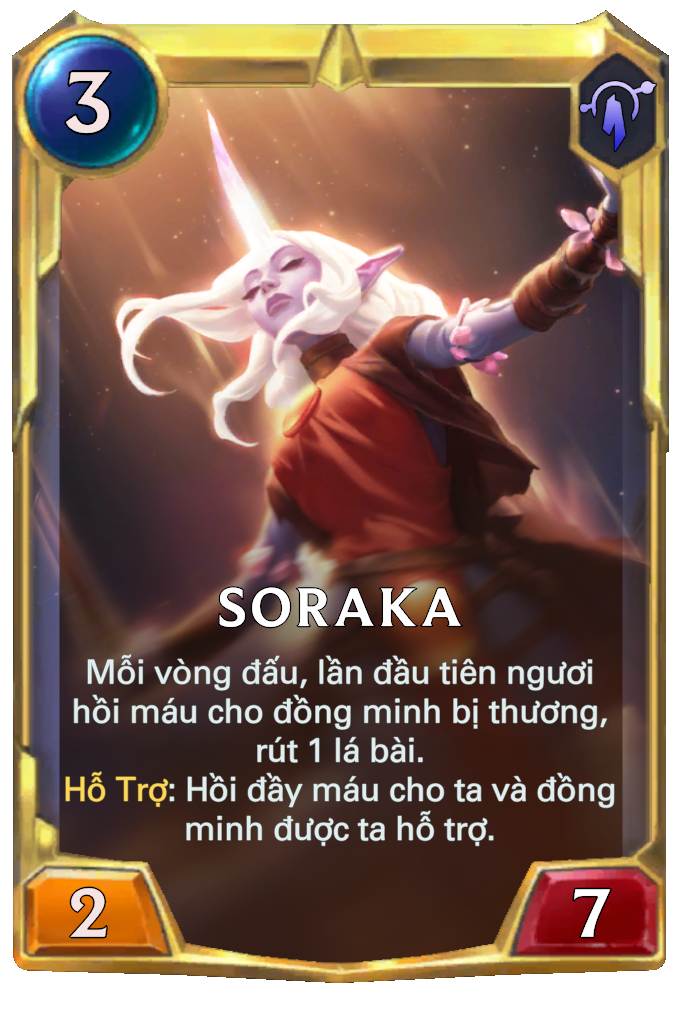 3
SORAKA
Mỗi vòng đấu, lần đầu tiên ngươi
hồi máu cho đồng minh bị thương,
rút 1 lá bài.
Hỗ Trợ: Hồi đầy máu cho ta và đồng
minh được ta hỗ trợ.
2
7